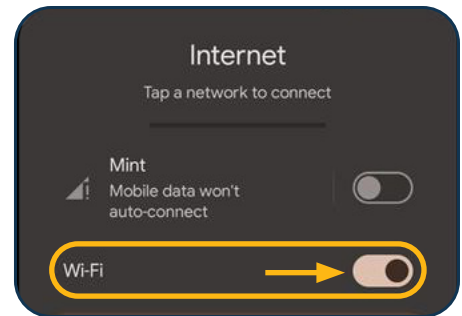 Internet
Tap a network to connect
Mint
Mobile data won't
auto-connect
Wi-Fi